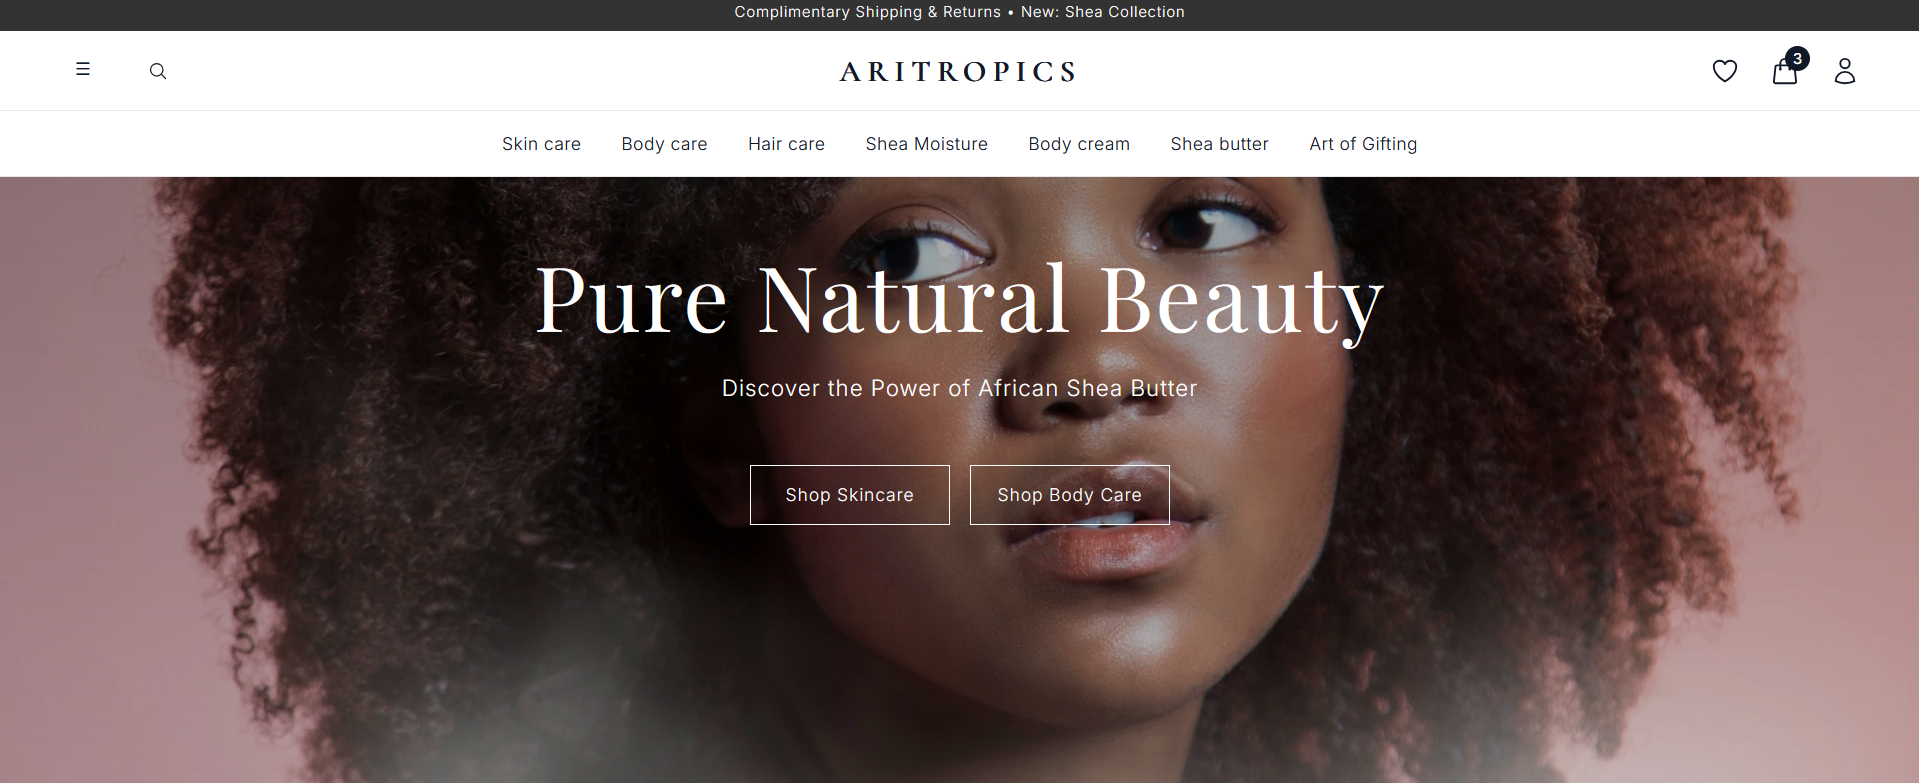 Complimentary Shipping & Returns • New: Shea Collection
ARITROPICS
3
Skin care Body care Hair care Shea Moisture Body cream Shea butter Art of Gifting
Pure Natural Beauty
Discover the Power of African Shea Butter
Shop Skincare Shop Body Care